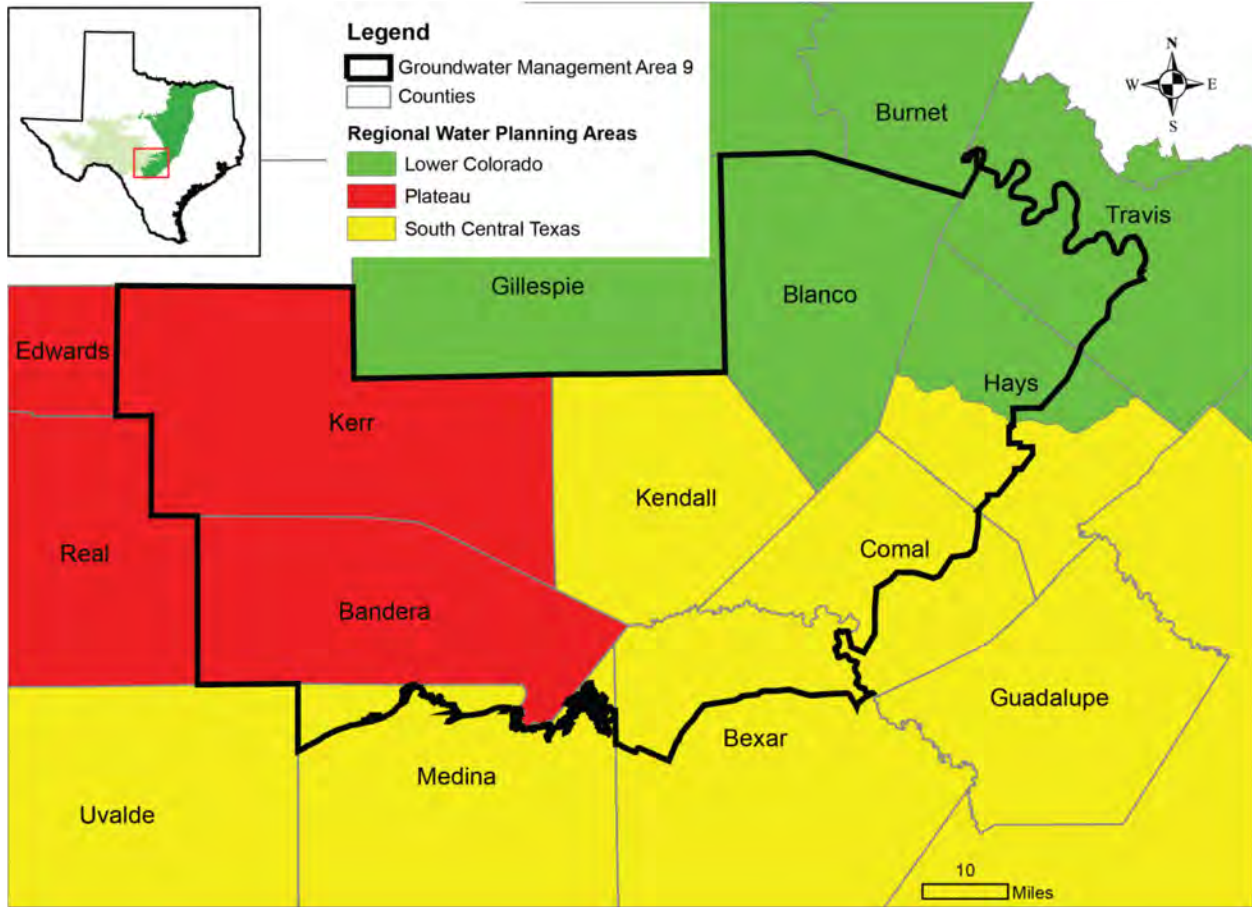 Legend
Groundwater Management Area 9
Counties
Regional Water Planning Areas
Lower Colorado
Plateau
South Central Texas
N
W E
S
Burnet
Travis
Gillespie
Blanco
Edwards
Hays
Kerr
Kendall
Real
Comal
Bandera
Guadalupe
Bexar
Medina
Uvalde
10
Miles